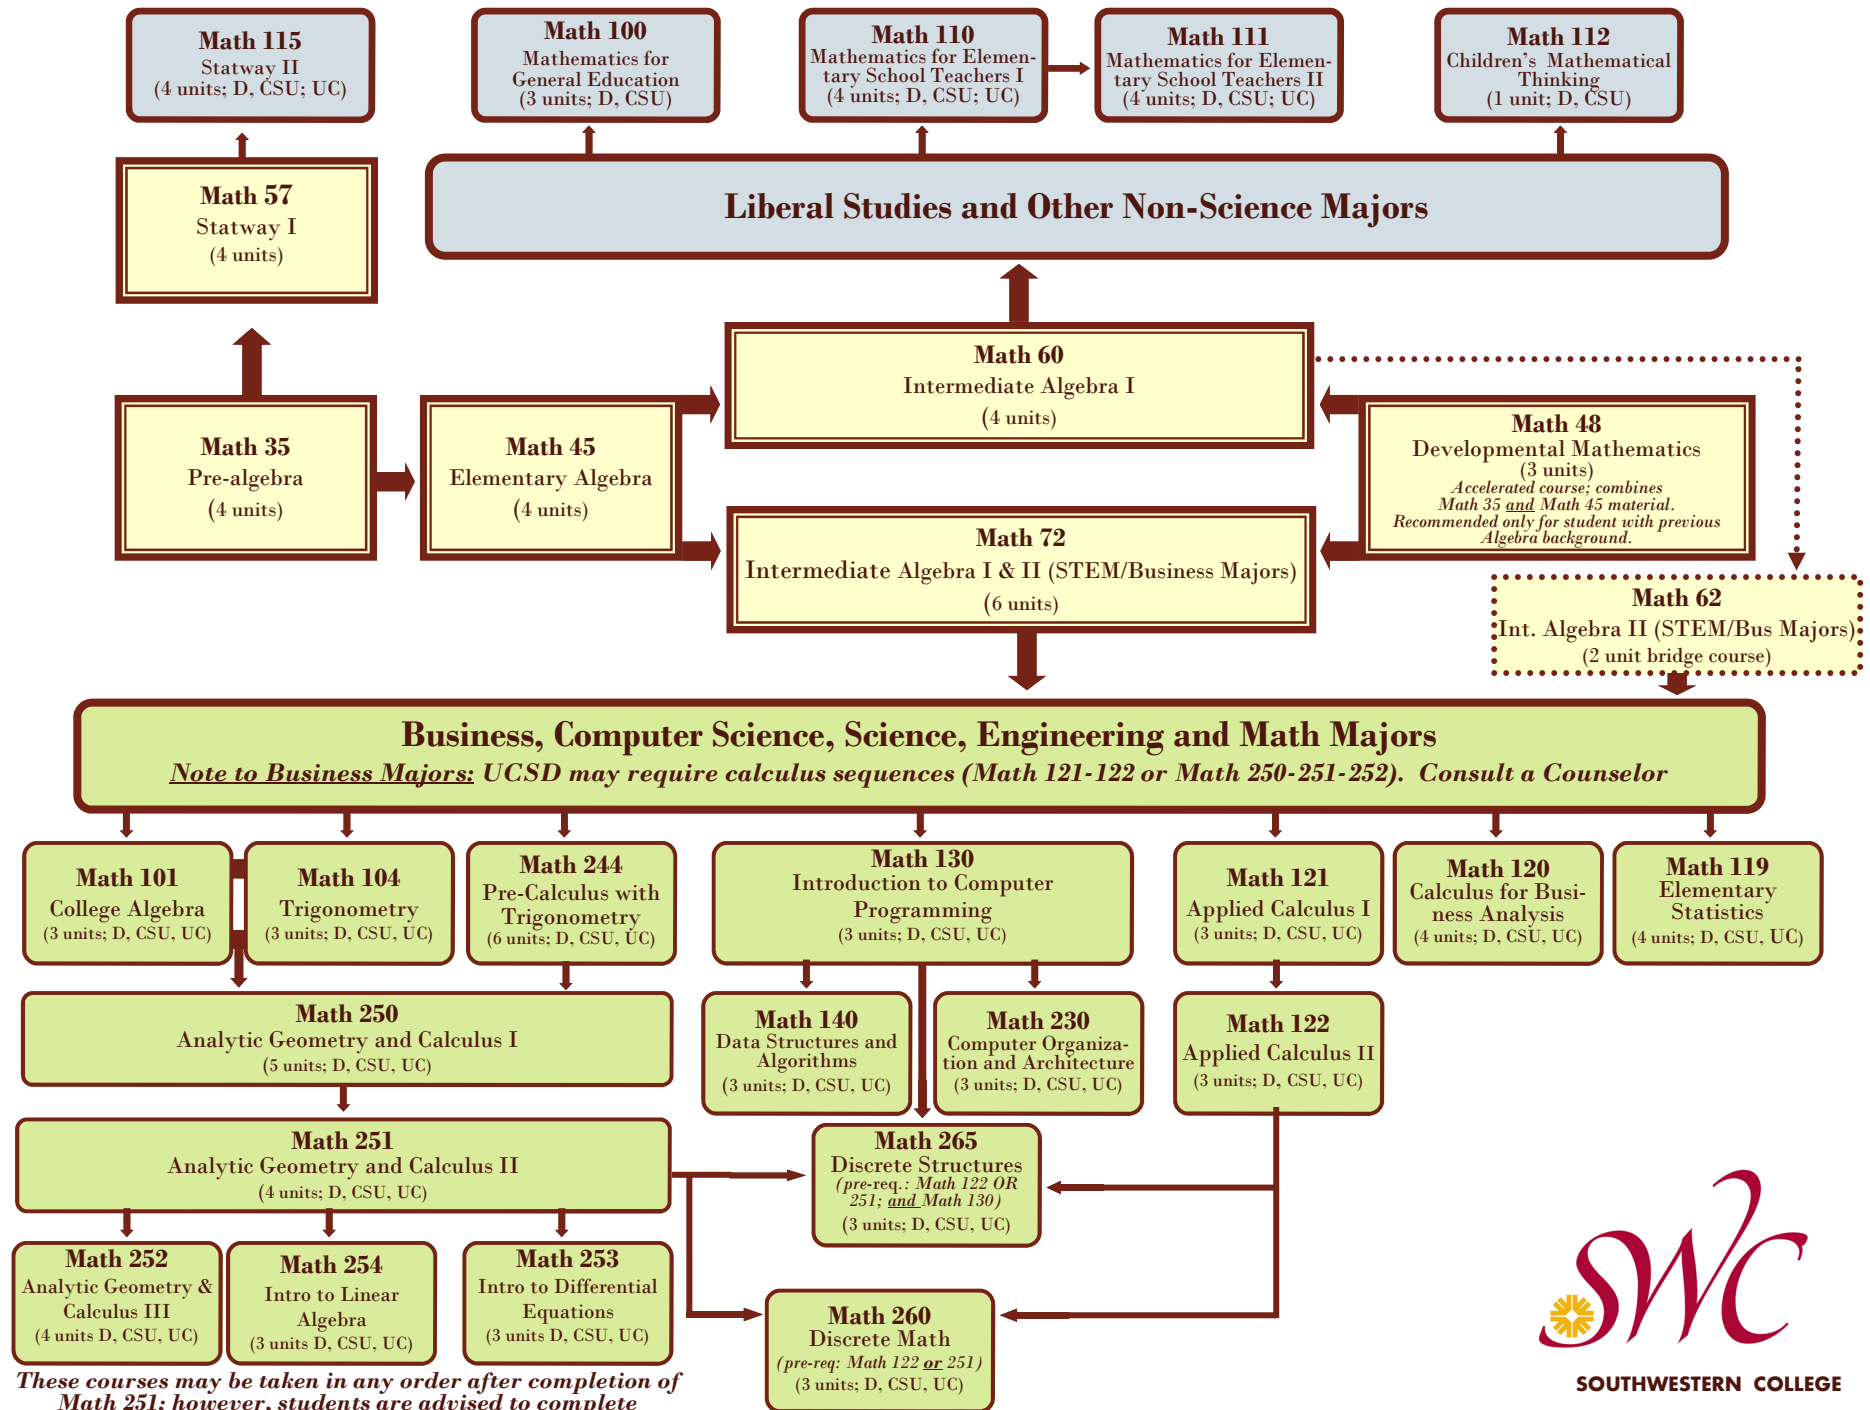 Math 115
Statway II
(4 units; D, CSU; UC)
Math 100
Mathematics for
General Education
(3 units; D, CSU)
Math 110
Mathematics for Elemen-
tary School Teachers I
(4 units; D, CSU; UC)
Math 111
Mathematics for Elemen-
tary School Teachers II
(4 units; D, CSU; UC)
Math 112
Children's Mathematical
Thinking
(1 unit; D, CSU)
Math 57
Statway I
(4 units)
Liberal Studies and Other Non-Science Majors
Math 60
Intermediate Algebra I
(4 units)
Math 35
Pre-algebra
(4 units)
Math 45
Elementary Algebra
(4 units)
Math 48
Developmental Mathematics
(3 units)
Accelerated course; combines
Math 35 and Math 45 material.
Recommended only for student with previous
Algebra background.
Math 72
Intermediate Algebra I & II (STEM/Business Majors)
(6 units)
Math 62
Int. Algebra II (STEM/Bus Majors)
(2 unit bridge course)
Business, Computer Science, Science, Engineering and Math Majors
Note to Business Majors: UCSD may require calculus sequences (Math 121-122 or Math 250-251-252). Consult a Counselor
Math 101
College Algebra
(3 units; D, CSU, UC)
Math 104
Trigonometry
(3 units; D, CSU, UC)
Math 244
Pre-Calculus with
Trigonometry
(6 units; D, CSU, UC)
Math 130
Introduction to Computer
Programming
(3 units; D, CSU, UC)
Math 121
Applied Calculus I
(3 units; D, CSU, UC)
Math 120
Calculus for Busi-
ness Analysis
(4 units; D, CSU, UC)
Math 119
Elementary
Statistics
(4 units; D, CSU, UC)
Math 250
Analytic Geometry and Calculus I
(5 units; D, CSU, UC)
Math 140
Data Structures and
Algorithms
(3 units; D, CSU, UC)
Math 230
Computer Organiza-
tion and Architecture
(3 units; D, CSU, UC)
Math 122
Applied Calculus II
(3 units; D, CSU, UC)
Math 251
Analytic Geometry and Calculus II
(4 units; D, CSU, UC)
Math 265
Discrete Structures
(pre-req.: Math 122 OR
251; and Math 130)
(3 units; D, CSU, UC)
Math 252
Analytic Geometry &
Calculus III
(4 units D, CSU, UC)
Math 254
Intro to Linear
Algebra
(3 units D, CSU, UC)
Math 253
Intro to Differential
Equations
(3 units D, CSU, UC)
Math 260
Discrete Math
(pre-req: Math 122 or 251)
(3 units; D, CSU, UC)
These courses may be taken in any order after completion of
Math 251; however, students are advised to complete
SWC
SOUTHWESTERN COLLEGE